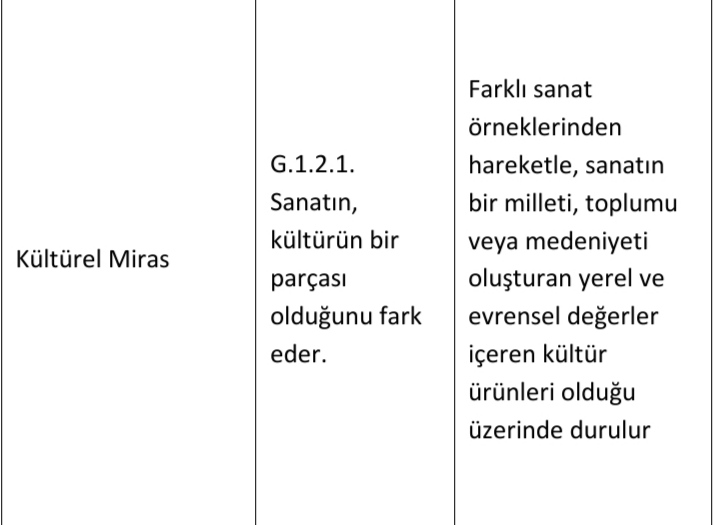 Kültürel Miras
G.1.2.1.
Sanatın,
kültürün bir
parçası
olduğunu fark
eder.
Farklı sanat
örneklerinden
hareketle, sanatın
bir milleti, toplumu
veya medeniyeti
oluşturan yerel ve
evrensel değerler
içeren kültür
ürünleri olduğu
üzerinde durulur